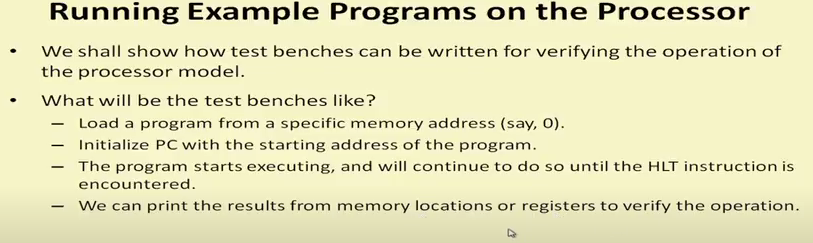 Running Example Programs on the Processor
• We shall show how test benches can be written for verifying the operation of
the processor model.
• What will be the test benches like?
– Load a program from a specific memory address (say, 0).
– Initialize PC with the starting address of the program.
– The program starts executing, and will continue to do so until the HLT instruction is
encountered.
– We can print the results from memory locations or registers to verify the operation.